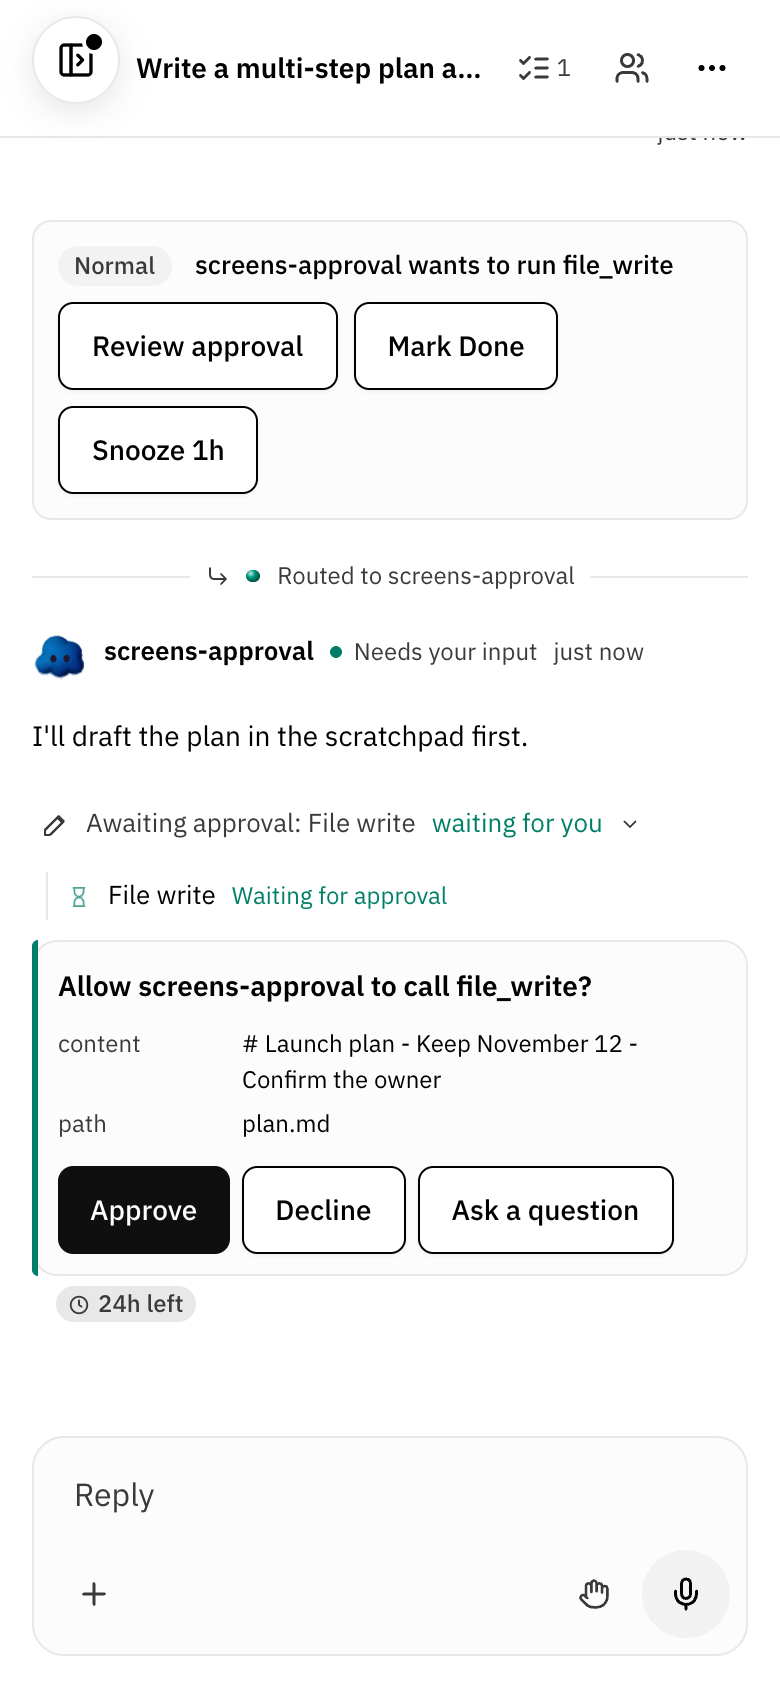 Write a multi-step plan a...
1
just now
Normal
screens-approval wants to run file_write
Review approval
Mark Done
Snooze 1h
Routed to screens-approval
screens-approval
Needs your input
just now
I'll draft the plan in the scratchpad first.
Awaiting approval: File write
waiting for you
File write
Waiting for approval
Allow screens-approval to call file_write?
content
# Launch plan - Keep November 12 -
Confirm the owner
path
plan.md
Approve
Decline
Ask a question
24h left
Reply